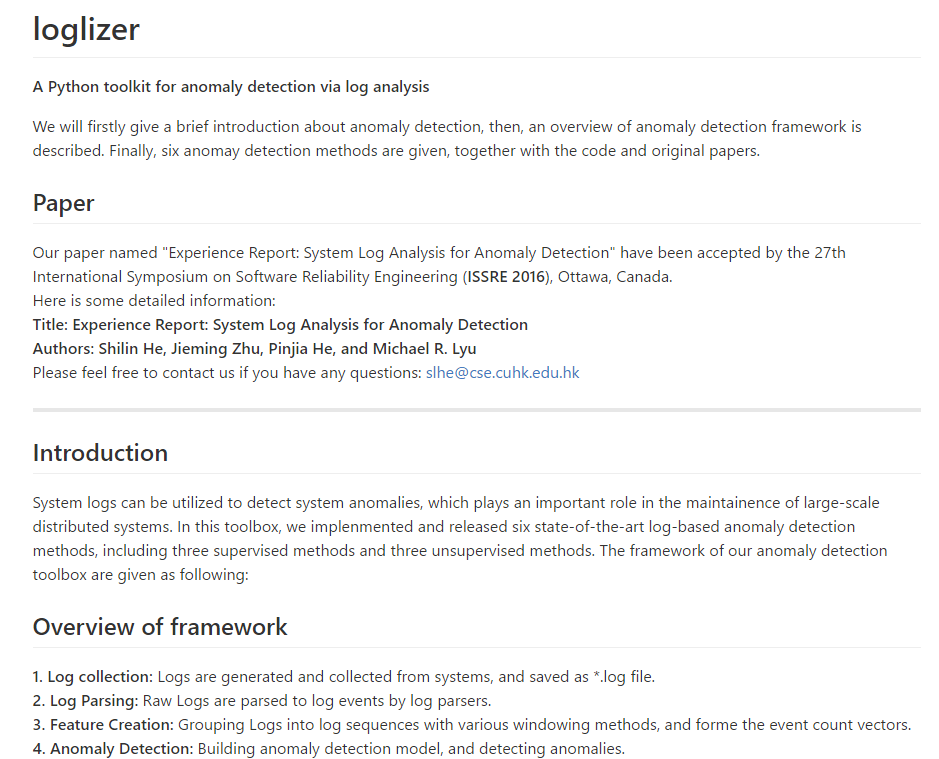 loglizer
A Python toolkit for anomaly detection via log analysis
We will firstly give a brief introduction about anomaly detection, then, an overview of anomaly detection framework is
described. Finally, six anomay detection methods are given, together with the code and original papers.
Paper
Our paper named "Experience Report: System Log Analysis for Anomaly Detection" have been accepted by the 27th
International Symposium on Software Reliability Engineering (ISSRE 2016), Ottawa, Canada.
Here is some detailed information:
Title: Experience Report: System Log Analysis for Anomaly Detection
Authors: Shilin He, Jieming Zhu, Pinjia He, and Michael R. Lyu
Please feel free to contact us if you have any questions: slhe@cse.cuhk.edu.hk
Introduction
System logs can be utilized to detect system anomalies, which plays an important role in the maintainence of large-scale
distributed systems. In this toolbox, we implenmented and released six state-of-the-art log-based anomaly detection
methods, including three supervised methods and three unsupervised methods. The framework of our anomaly detection
toolbox are given as following:
Overview of framework
1. Log collection: Logs are generated and collected from systems, and saved as *.log file.
2. Log Parsing: Raw Logs are parsed to log events by log parsers.
3. Feature Creation: Grouping Logs into log sequences with various windowing methods, and forme the event count vectors.
4. Anomaly Detection: Building anomaly detection model, and detecting anomalies.